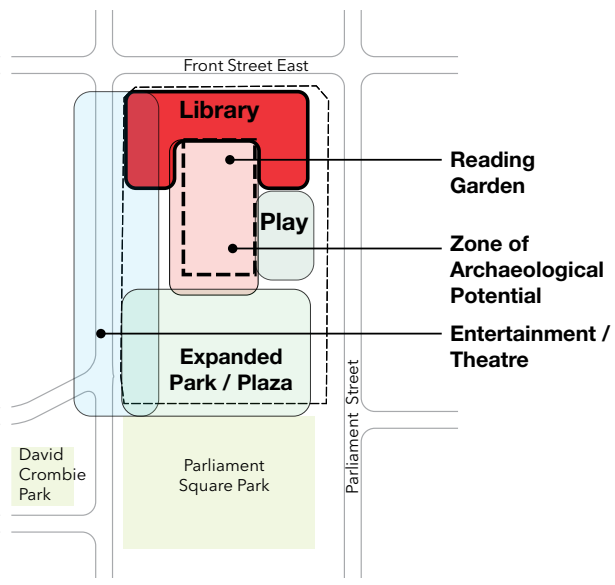 Front Street East
Library
Reading
Garden
Play
Zone of
Archaeological
Potential
Entertainment /
Theatre
Expanded
Park / Plaza
Parliament Street
David
Crombie
Park
Parliament
Square Park